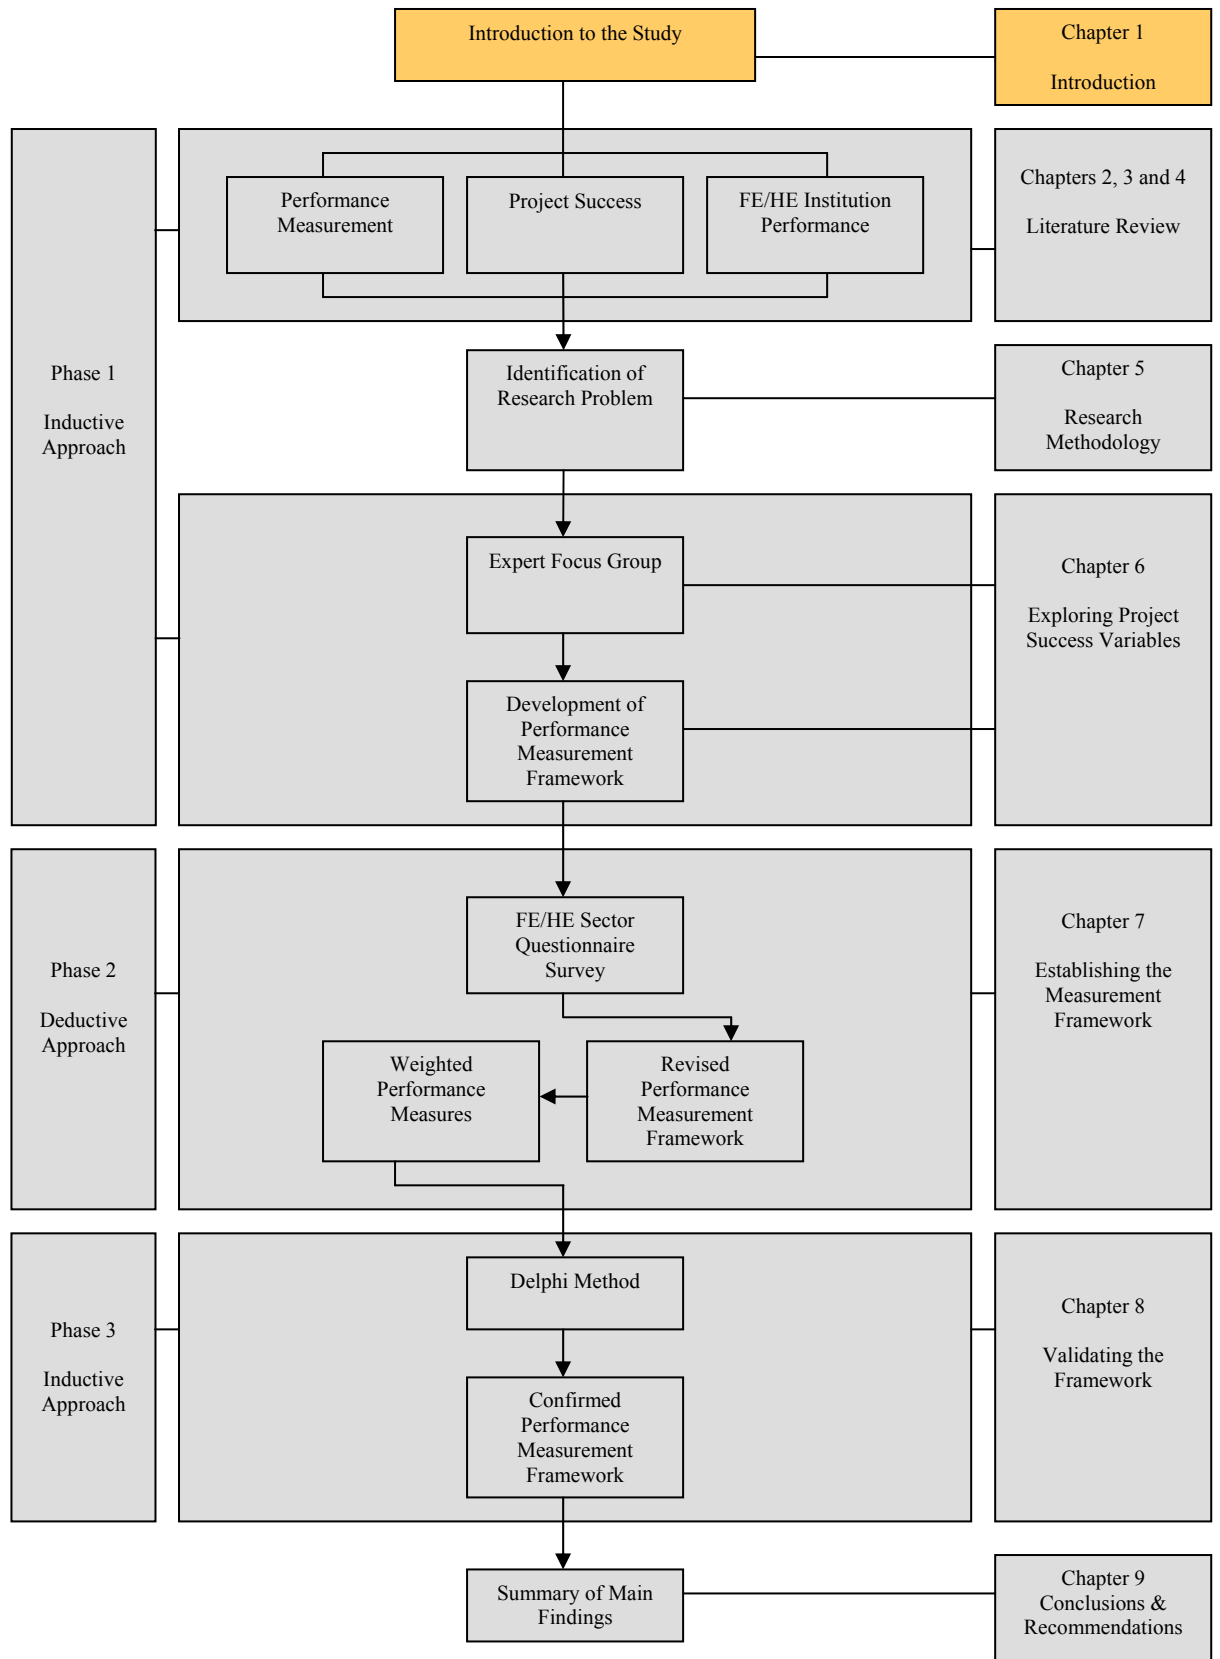 Introduction to the Study
Chapter 1
Introduction
Performance
Measurement
Project Success
FE/HE Institution
Performance
Chapters 2, 3 and 4
Literature Review
Phase 1
Inductive
Approach
Identification of
Research Problem
Chapter 5
Research
Methodology
Expert Focus Group
Chapter 6
Exploring Project
Success Variables
Development of
Performance
Measurement
Framework
Phase 2
Deductive
Approach
FE/HE Sector
Questionnaire
Survey
Chapter 7
Establishing the
Measurement
Framework
Weighted
Performance
Measures
Revised
Performance
Measurement
Framework
Phase 3
Inductive
Approach
Delphi Method
Chapter 8
Validating the
Framework
Confirmed
Performance
Measurement
Framework
Summary of Main
Findings
Chapter 9
Conclusions &
Recommendations